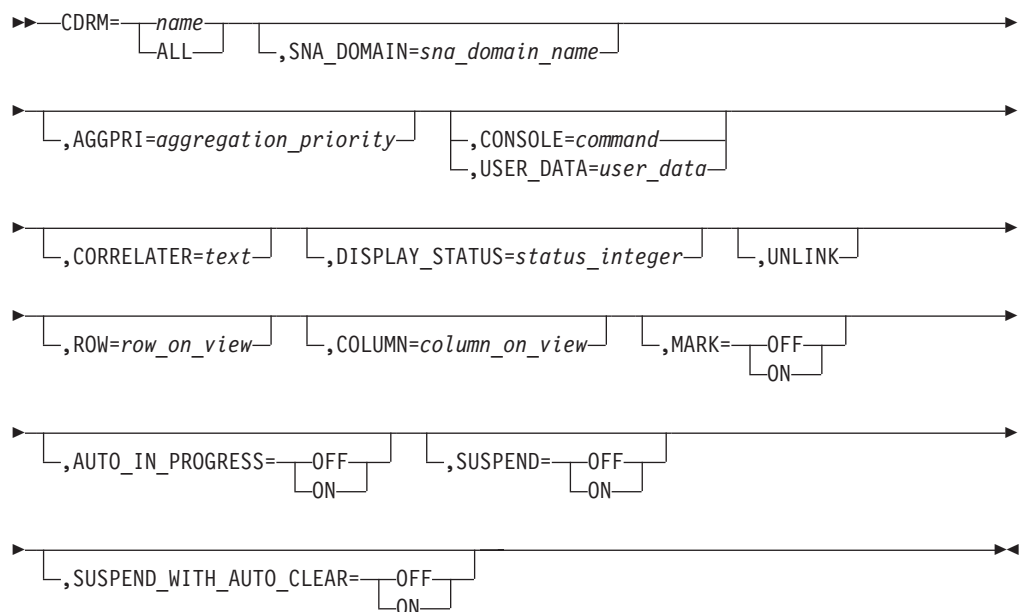 CDRM= name
ALL ,SNA_DOMAIN=sna_domain_name
,AGGPRI=aggregation_priority ,CONSOLE=command
,USER_DATA=user_data
,CORRELATER=text ,DISPLAY_STATUS=status_integer ,UNLINK
,ROW=row_on_view ,COLUMN=column_on_view ,MARK= OFF
ON
,AUTO_IN_PROGRESS= OFF ,SUSPEND= OFF
ON ON
,SUSPEND_WITH_AUTO_CLEAR= OFF
ON